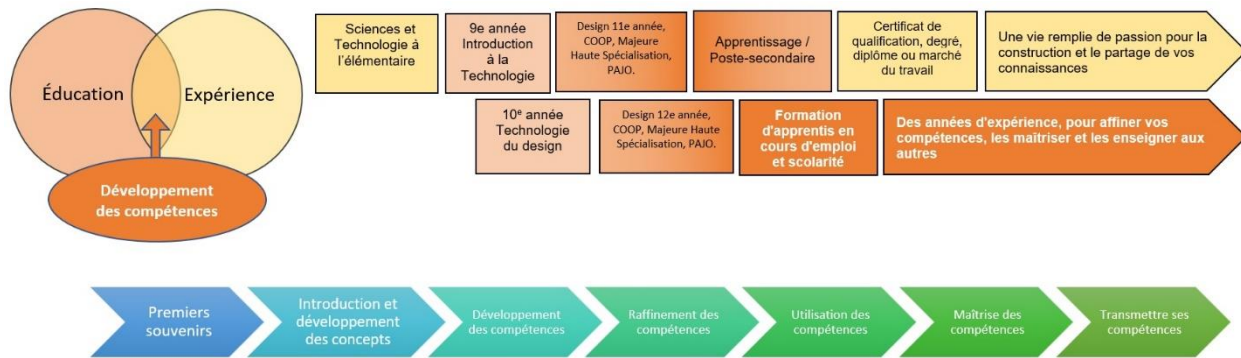 Éducation
Expérience
Développement
des compétences
Sciences et
Technologie à
l'élémentaire
9e année
Introduction
à la
Technologie
Design 11e année,
COOP, Majeure
Haute Spécialisation,
PAJO.
Apprentissage /
Poste-secondaire
Certificat
de
qualification, degré,
diplôme ou marché
du travail
Une vie remplie de passion pour la
construction et le partage de vos
connaissances
10e année
Technologie
du design
Design 12e année,
COOP, Majeure Haute
Spécialisation, PAJO.
Formation
d'apprentis en
cours d'emploi
et scolarité
Des années d'expérience, pour affiner vos
compétences, les maîtriser et les enseigner aux
autres
Premiers
souvenirs
Introduction et
développement
des concepts
Développement
des compétences
Raffinement des
compétences
Utilisation des
compétences
Maîtrise des
compétences
Transmettre ses
compétences